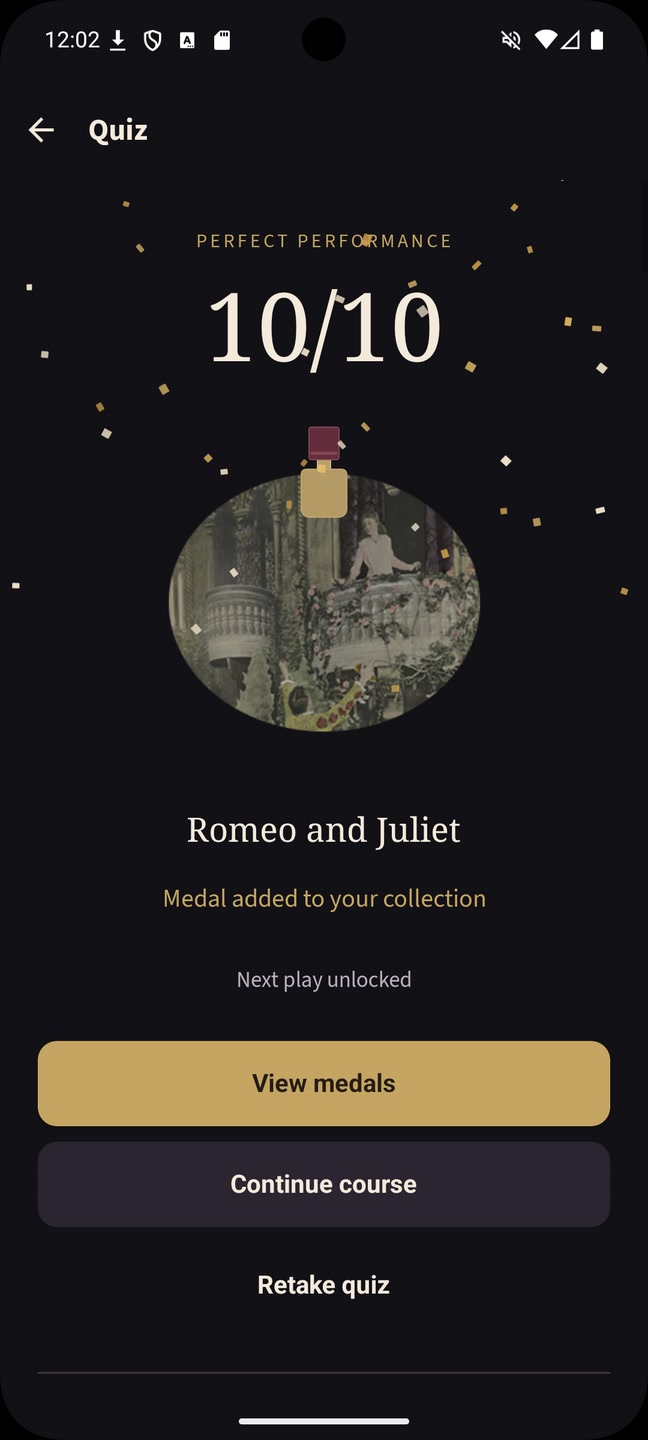 12:02
Quiz
PERFECT PERFORMANCE
10/10
Romeo and Juliet
Medal added to your collection
Next play unlocked
View medals
Continue course
Retake quiz